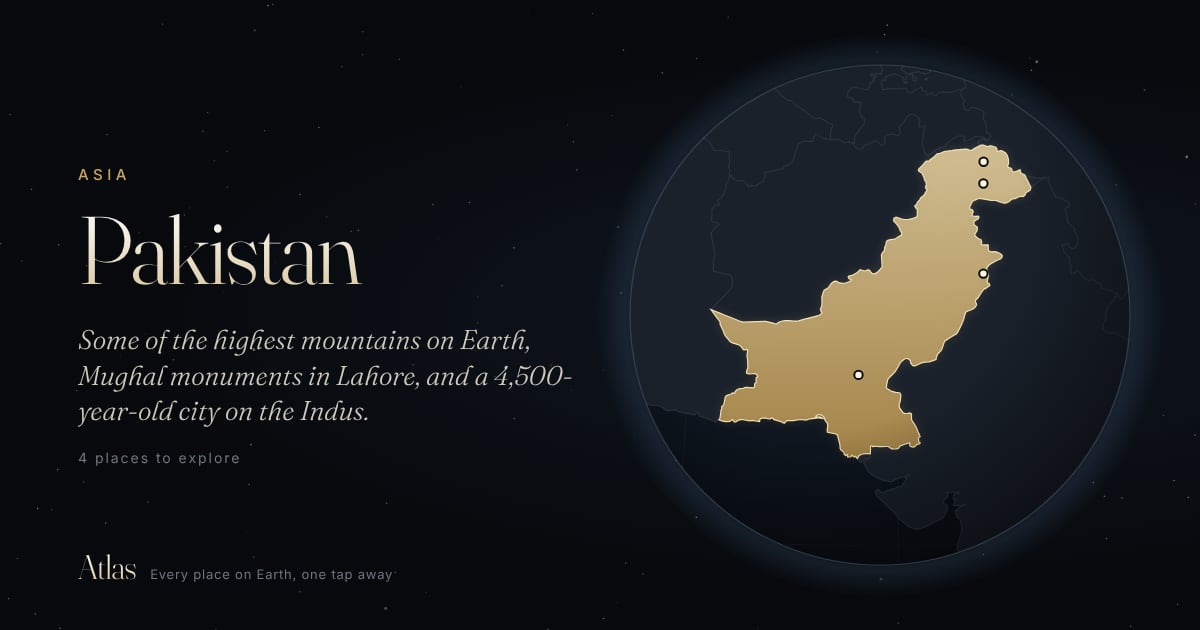 ASIA
Pakistan
Some of the highest mountains on Earth,
Mughal monuments in Lahore, and a 4,500-
year-old city on the Indus.
4 places to explore
Atlas Every place on Earth, one tap away